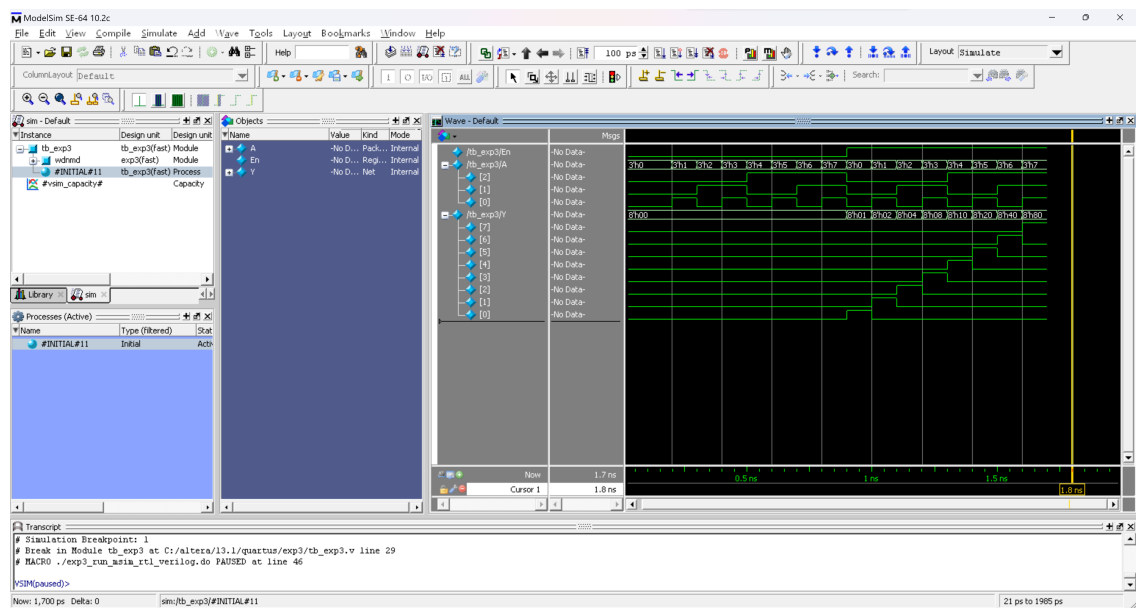 ModelSim SE-64 10.2c
File Edit View Compile Simulate Add Wave Tools Layout Bookmarks Window Help
Help 100 ps Layout Simulate
ColumnLayout Default Search:
sim - Default
Instance Design unit Design unit
tb_exp3 tb_exp3(fast) Module
wdnmd exp3(fast) Module
#INITIAL#11 tb_exp3(fast) Process
#vsim_capacity# Capacity
Library sim
Processes (Active)
Name Type (filtered) Stat
#INITIAL#11 Initial Activ
Objects
Name Value Kind Mode
A -No D... Pack... Internal
En -No D... Regi... Internal
Y -No D... Net Internal
Wave - Default
Msgs
/tb_exp3/En -No Data-
/tb_exp3/A -No Data- 3'h0 3'h1 3'h2 3'h3 3'h4 3'h5 3'h6 3'h7 3'h0 3'h1 3'h2 3'h3 3'h4 3'h5 3'h6 3'h7
[2] -No Data-
[1] -No Data-
[0] -No Data-
/tb_exp3/Y -No Data- 8'h00 8'h01 8'h02 8'h04 8'h08 8'h10 8'h20 8'h40 8'h80
[7] -No Data-
[6] -No Data-
[5] -No Data-
[4] -No Data-
[3] -No Data-
[2] -No Data-
[1] -No Data-
[0] -No Data-
Now 1.7 ns 0.5 ns 1 ns 1.5 ns
Cursor 1 1.8 ns 1.8 ns
Transcript
# Simulation Breakpoint: 1
# Break in Module tb_exp3 at C:/altera/13.1/quartus/exp3/tb_exp3.v line 29
# MACRO ./exp3_run_msim_rtl_verilog.do PAUSED at line 46
VSIM(paused)>
Now: 1,700 ps Delta: 0 sim:/tb_exp3/#INITIAL#11 21 ps to 1985 ps